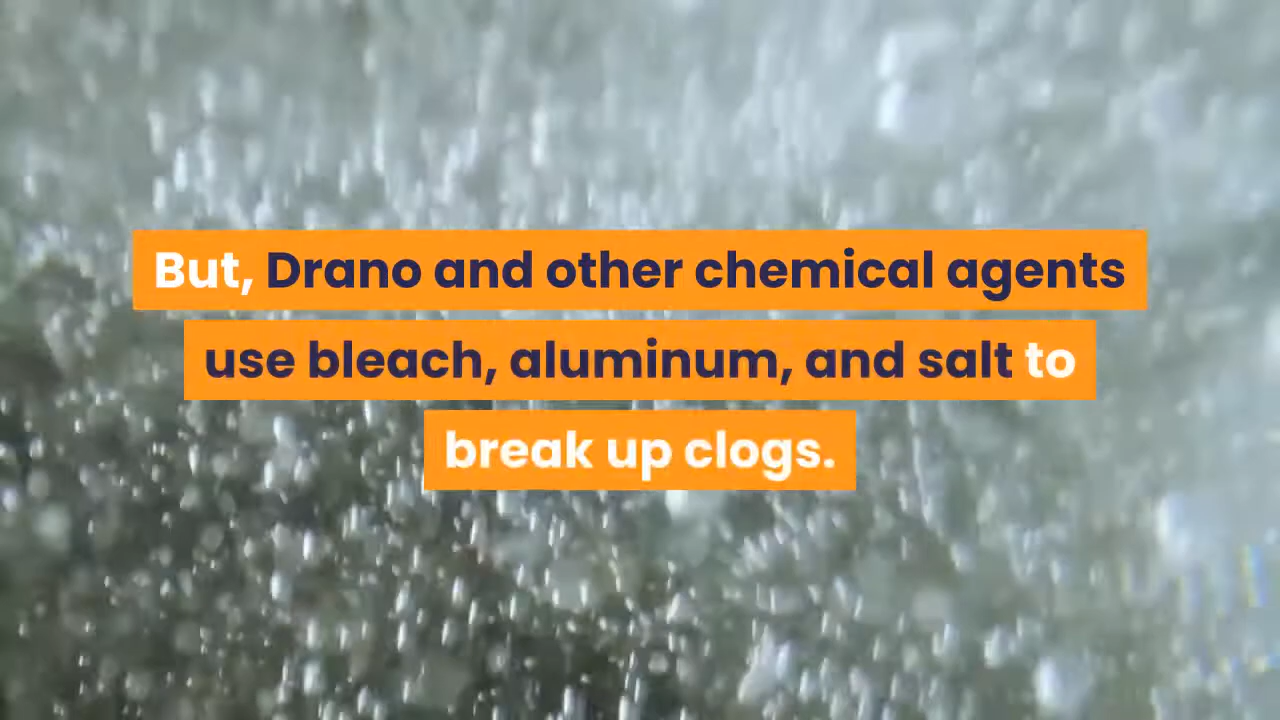 But, Drano and other chemical agents
use bleach, aluminum, and salt to
break up clogs.